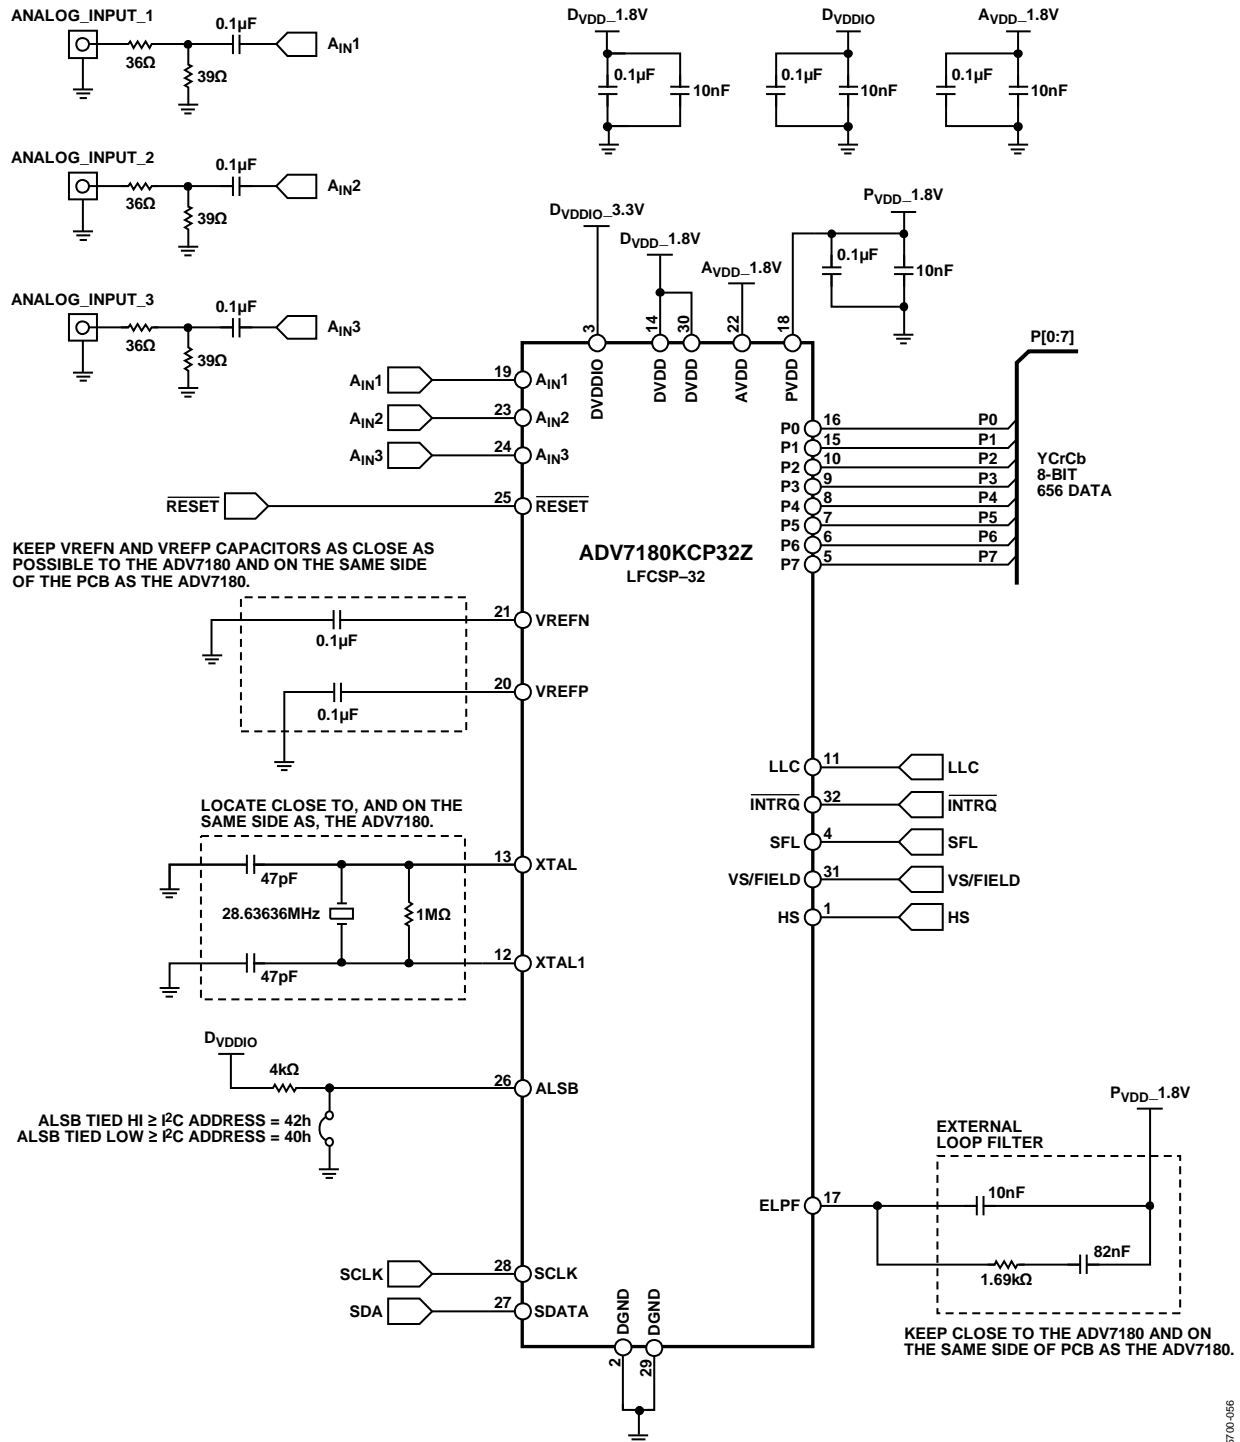 ANALOG_INPUT_1
0.1µF
36Ω
39Ω
AIN1
ANALOG_INPUT_2
0.1µF
36Ω
39Ω
AIN2
ANALOG_INPUT_3
0.1µF
36Ω
39Ω
AIN3
DVDD_1.8V
0.1µF
10nF
DVDDIO
0.1µF
10nF
AVDD_1.8V
0.1µF
10nF
DVDDIO_3.3V
DVDD_1.8V
AVDD_1.8V
PVDD_1.8V
0.1µF
10nF
3
14
30
22
18
DVDDIO
DVDD
DVDD
AVDD
PVDD
AIN1
19
AIN1
AIN2
23
AIN2
AIN3
24
AIN3
RESET
25
RESET
KEEP VREFN AND VREFP CAPACITORS AS CLOSE AS
POSSIBLE TO THE ADV7180 AND ON THE SAME SIDE
OF THE PCB AS THE ADV7180.
21
VREFN
0.1µF
20
VREFP
0.1µF
ADV7180KCP32Z
LFCSP–32
P[0:7]
P0 16 P0
P1 15 P1
P2 10 P2
P3 9 P3
P4 8 P4
P5 7 P5
P6 6 P6
P7 5 P7
YCrCb
8-BIT
656 DATA
LLC 11 LLC
INTRQ 32 INTRQ
SFL 4 SFL
VS/FIELD 31 VS/FIELD
HS 1 HS
LOCATE CLOSE TO, AND ON THE
SAME SIDE AS, THE ADV7180.
13
XTAL
47pF
28.63636MHz
1MΩ
12
XTAL1
47pF
DVDDIO
4kΩ
26
ALSB
ALSB TIED HI ≥ I2C ADDRESS = 42h
ALSB TIED LOW ≥ I2C ADDRESS = 40h
SCLK
28
SCLK
SDA
27
SDATA
DGND
DGND
2
29
ELPF
17
PVDD_1.8V
EXTERNAL
LOOP FILTER
10nF
82nF
1.69kΩ
KEEP CLOSE TO THE ADV7180 AND ON
THE SAME SIDE OF PCB AS THE ADV7180.